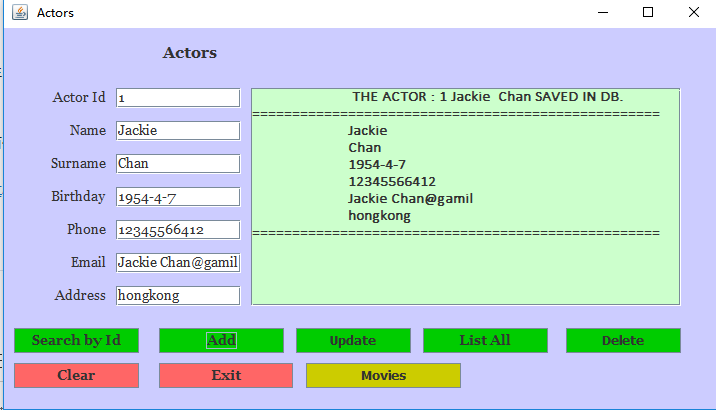 Actors
Actors
Actor Id 1
Name Jackie
Surname Chan
Birthday 1954-4-7
Phone 12345566412
Email Jackie Chan@gamil
Address hongkong
THE ACTOR : 1 Jackie  Chan SAVED IN DB.
==================================================
Jackie
Chan
1954-4-7
12345566412
Jackie Chan@gamil
hongkong
==================================================
Search by Id Add Update List All Delete
Clear Exit Movies